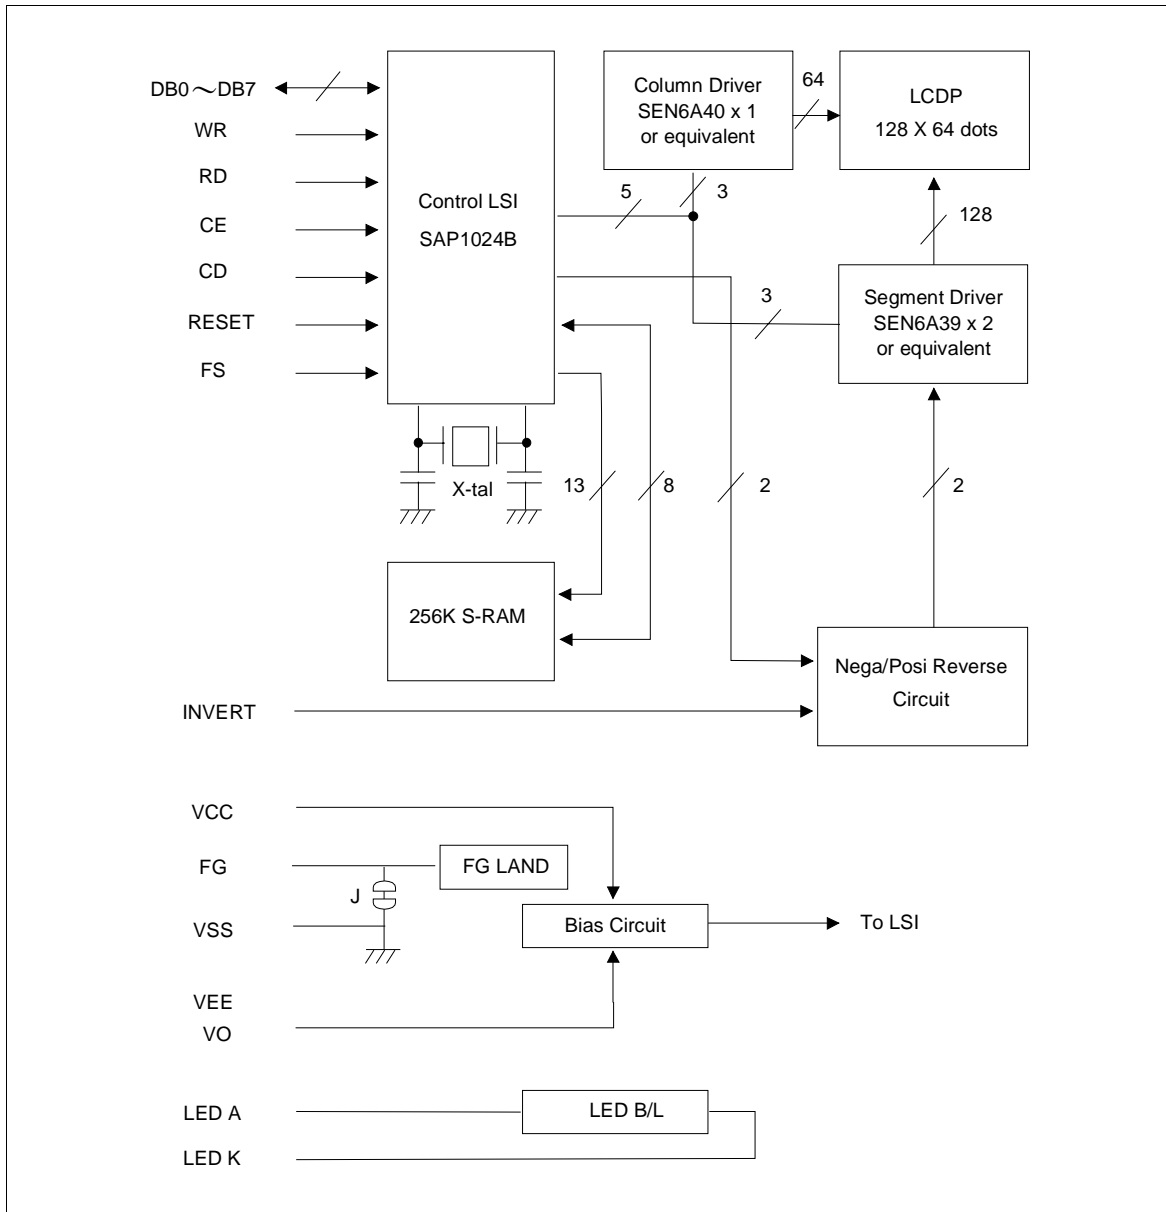 DB0～DB7
WR
RD
CE
CD
RESET
FS
Control LSI
SAP1024B
Column Driver
SEN6A40 x 1
or equivalent
64
LCDP
128 X 64 dots
5
3
128
3
Segment Driver
SEN6A39 x 2
or equivalent
X-tal
13
8
2
2
256K S-RAM
Nega/Posi Reverse
Circuit
INVERT
VCC
FG
FG LAND
J
VSS
Bias Circuit
To LSI
VEE
VO
LED A
LED B/L
LED K